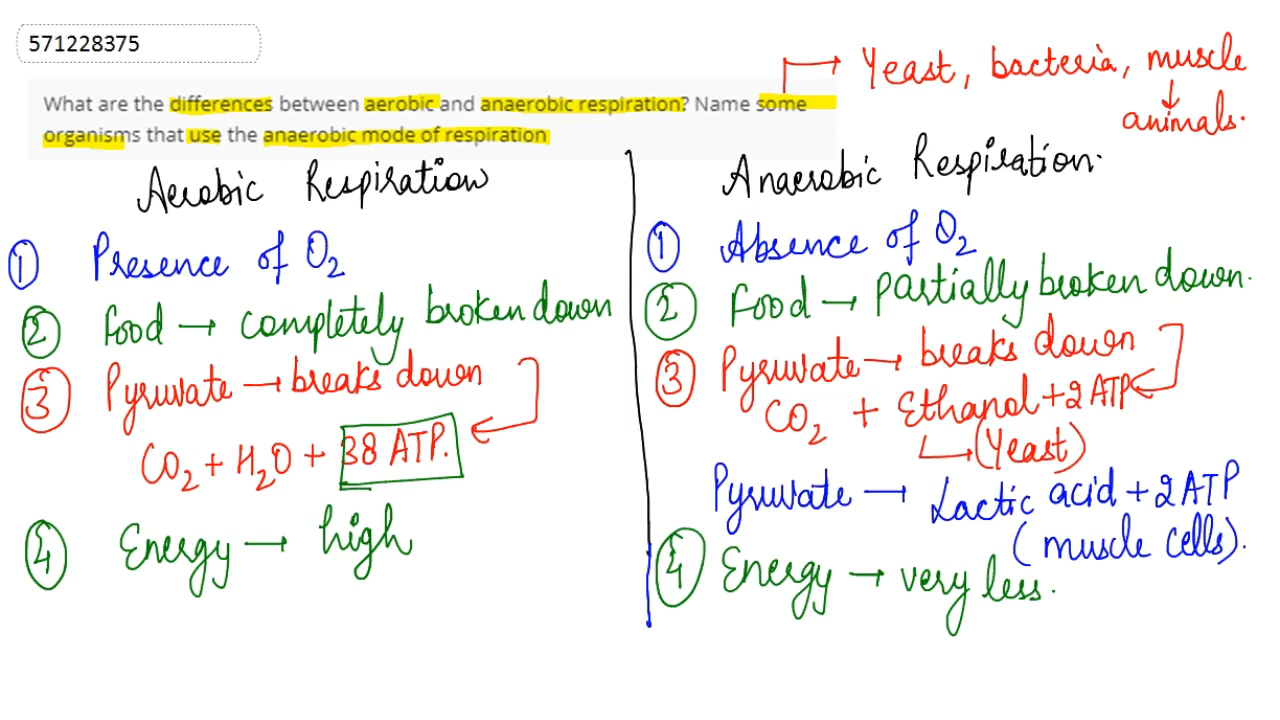 571228375
What are the differences between aerobic and anaerobic respiration? Name some
organisms that use the anaerobic mode of respiration
Yeast, bacteria, muscle
animals.
Aerobic Respiration
① Presence of O2
② Food → completely broken down
③ Pyruvate → breaks down
CO2 + H2O + 38 ATP.
④ Energy → high
Anaerobic Respiration.
① Absence of O2
② Food → partially broken down.
③ Pyruvate → breaks down
CO2 + Ethanol + 2 ATP
(Yeast)
Pyruvate → Lactic acid + 2 ATP
(muscle cells).
④ Energy → very less.